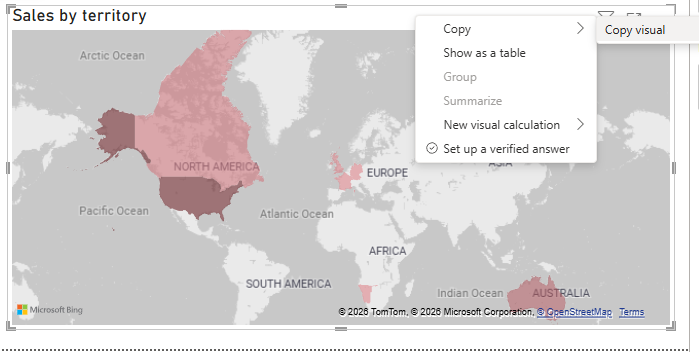 Sales by territory
Copy
Copy visual
Show as a table
Group
Summarize
New visual calculation
Set up a verified answer
Arctic Ocean
NORTH AMERICA
EUROPE
ASIA
Pacific Ocean
Atlantic Ocean
AFRICA
SOUTH AMERICA
Indian Ocean
AUSTRALIA
Microsoft Bing
© 2026 TomTom, © 2026 Microsoft Corporation, © OpenStreetMap Terms